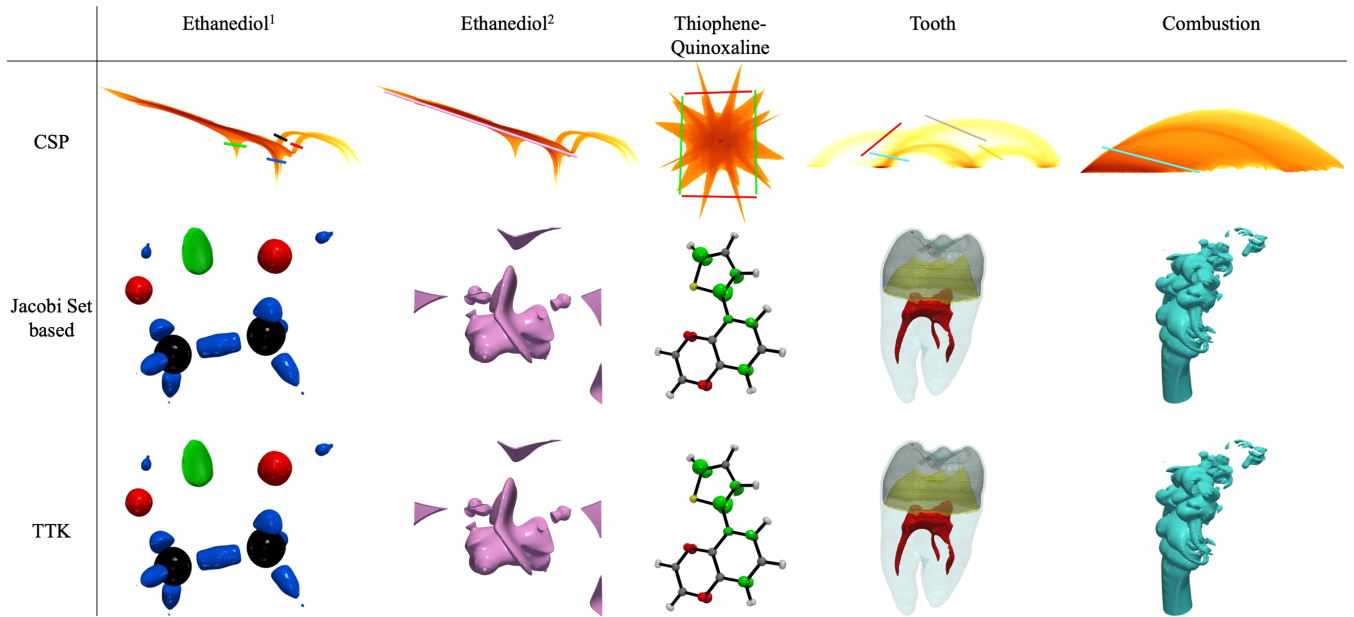 Ethanediol¹
Ethanediol²
Thiophene-
Quinoxaline
Tooth
Combustion
CSP
Jacobi Set
based
TTK